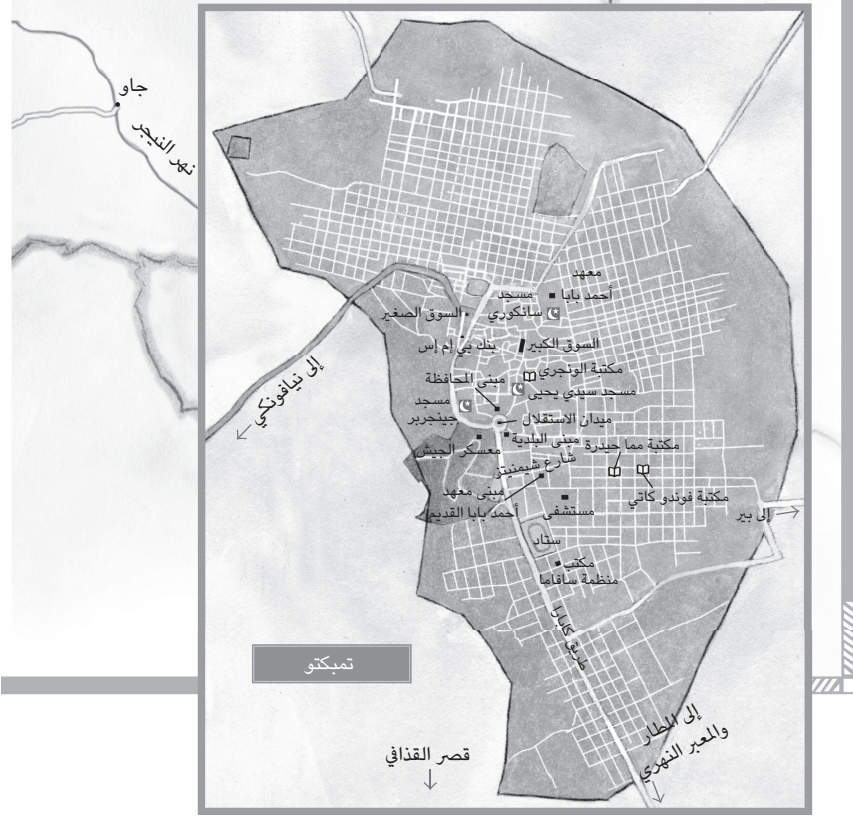 جاو
نهر النيجر
معهد
أحمد بابا
مسجد
سانكوري
السوق الصغير
السوق الكبير
بنك بي إم إس
مكتبة الونجري
مبنى المحافظة
مسجد سيدي يحيى
مسجد
جينجربر
ميدان الاستقلال
مبنى البلدية
مكتبة مما حيدرة
معسكر الجيش
شارع شيمنيتز
مكتبة فوندو كاتي
مبنى معهد
أحمد بابا القديم
مستشفى
إلى نيافونكي
إلى بير
ستاد
مكتب
منظمة سافاما
طريق كابارا
تمبكتو
إلى المطار
والمعبر النهري
قصر القذافي